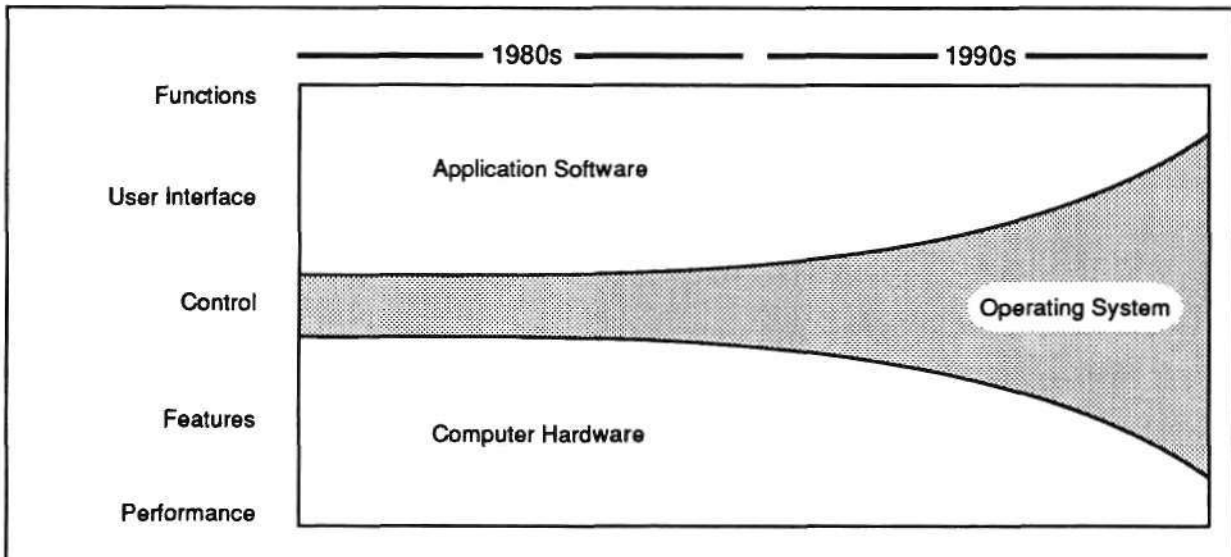 1980s
1990s
Functions
Application Software
User Interface
Control
Operating System
Features
Computer Hardware
Performance